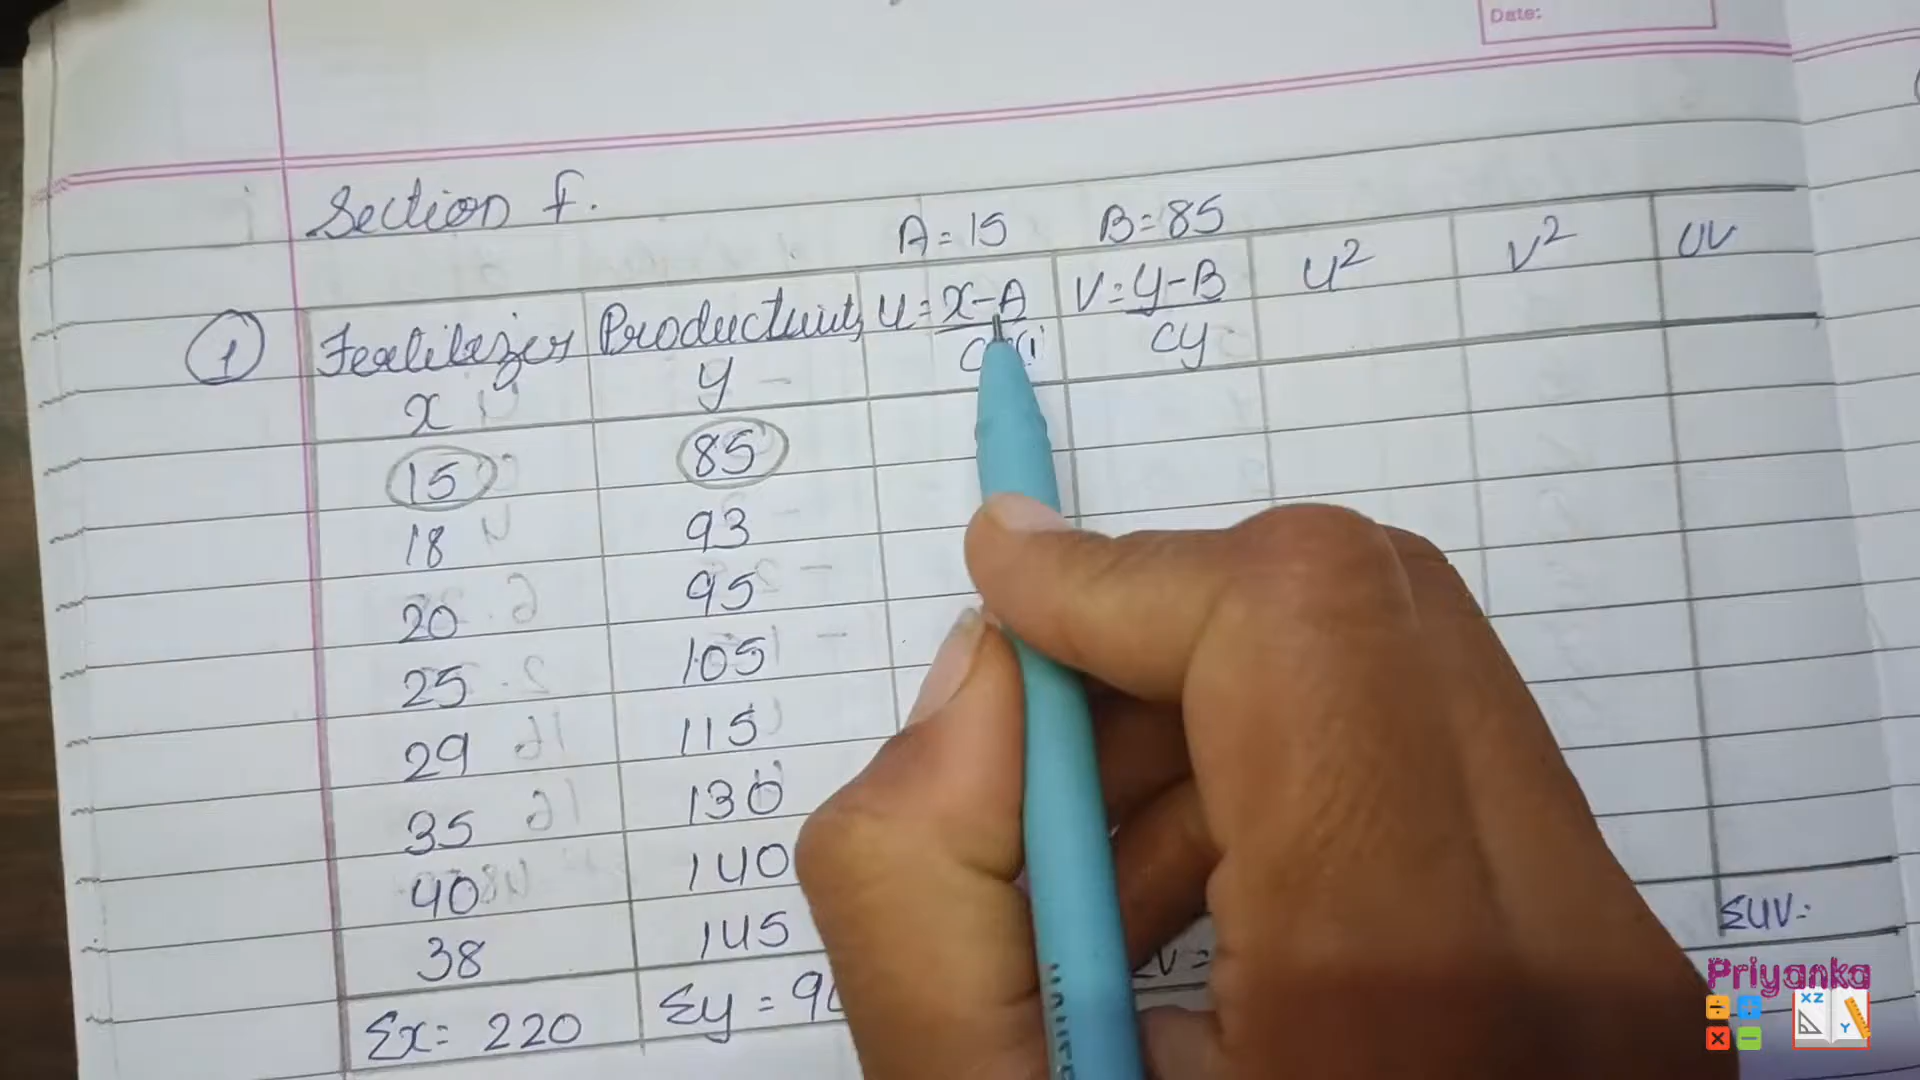 Date:
Section f.
A=15 B=85
① Fertilizer x Productivity y U=x-A V=y-B/Cy U² V² UV
15 85
18 93
20 95
25 105
29 115
35 130
40 140
38 145
Σx= 220 Σy = ΣUV=
Priyanka